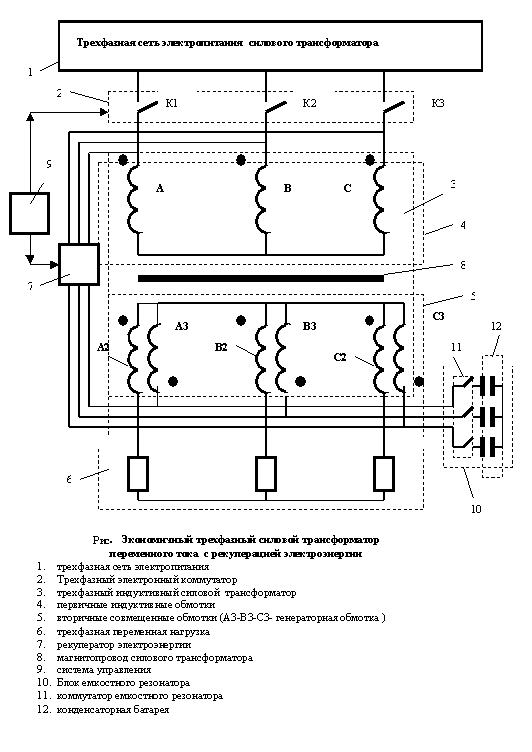 Трехфазная сеть электропитания силового трансформатора
1
2
К1
К2
К3
9
А
В
С
3
4
7
8
5
С3
12
А3
В3
А2
В2
С2
11
6
10
Рис. Экономичный трехфазный силовой трансформатор
переменного тока с рекуперацией электроэнергии
1. трехфазная сеть электропитания
2. Трехфазный электронный коммутатор
3. трехфазный индуктивный силовой трансформатор
4. первичные индуктивные обмотки
5. вторичные совмещенные обмотки (А3-В3-С3- генераторная обмотка )
6. трехфазная переменная нагрузка
7. рекуператор электроэнергии
8. магнитопровод силового трансформатора
9. система управления
10. Блок емкостного резонатора
11. коммутатор емкостного резонатора
12. конденсаторная батарея